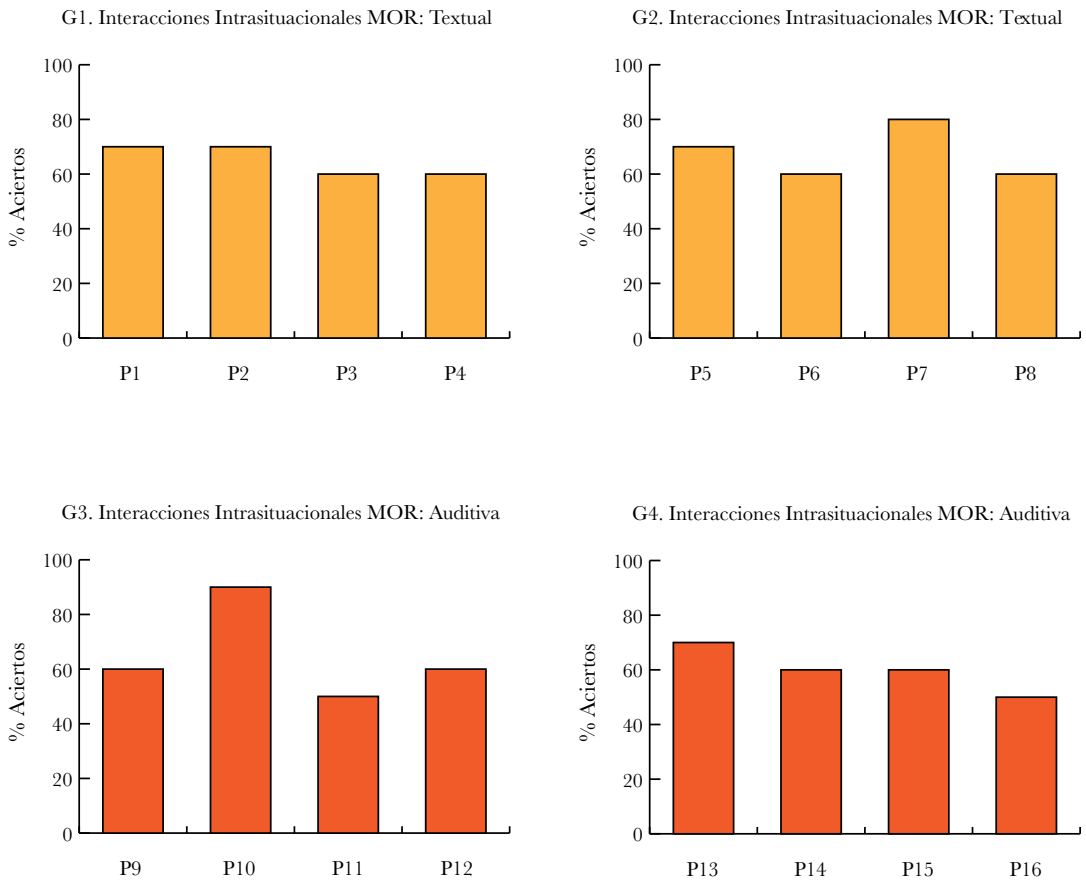 G1. Interacciones Intrasituacionales MOR: Textual
% Aciertos
100
80
60
40
20
0
P1 P2 P3 P4
G2. Interacciones Intrasituacionales MOR: Textual
% Aciertos
100
80
60
40
20
0
P5 P6 P7 P8
G3. Interacciones Intrasituacionales MOR: Auditiva
% Aciertos
100
80
60
40
20
0
P9 P10 P11 P12
G4. Interacciones Intrasituacionales MOR: Auditiva
% Aciertos
100
80
60
40
20
0
P13 P14 P15 P16